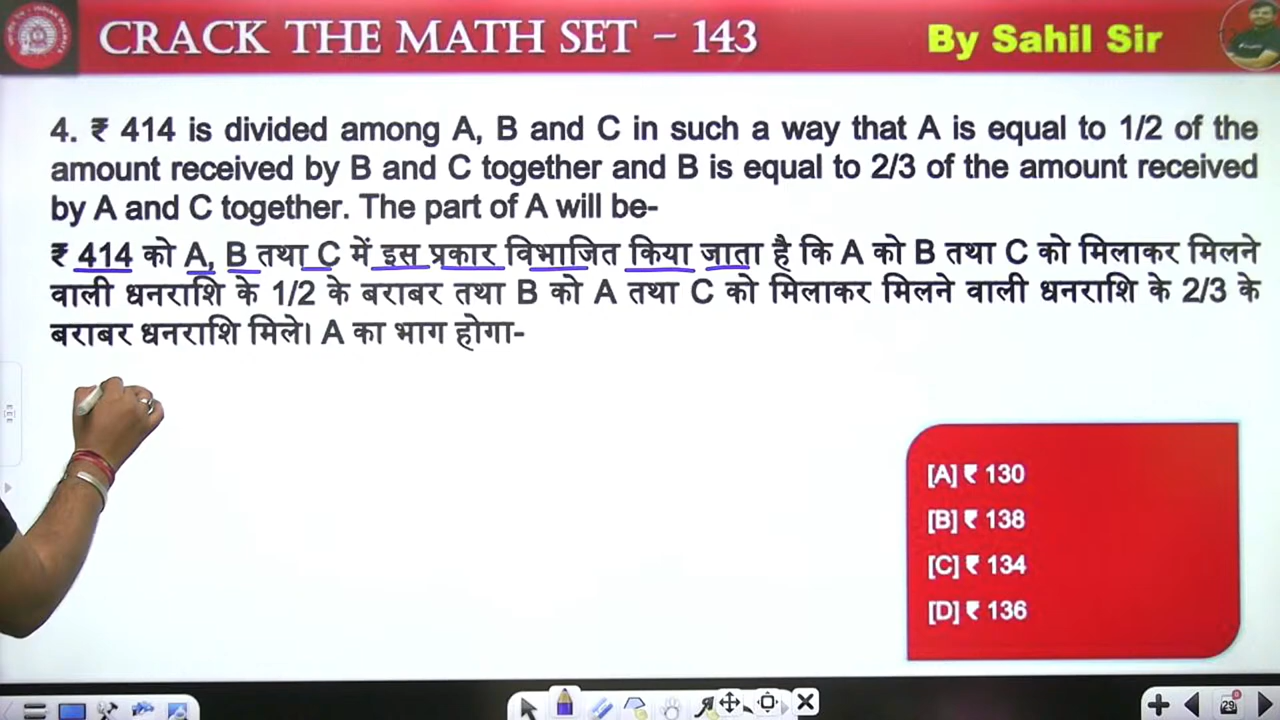 CRACK THE MATH SET – 143
By Sahil Sir
4. ₹ 414 is divided among A, B and C in such a way that A is equal to 1/2 of the
amount received by B and C together and B is equal to 2/3 of the amount received
by A and C together. The part of A will be-
₹ 414 को A, B तथा C में इस प्रकार विभाजित किया जाता है कि A को B तथा C को मिलाकर मिलने
वाली धनराशि के 1/2 के बराबर तथा B को A तथा C को मिलाकर मिलने वाली धनराशि के 2/3 के
बराबर धनराशि मिले। A का भाग होगा-
[A] ₹ 130
[B] ₹ 138
[C] ₹ 134
[D] ₹ 136
29